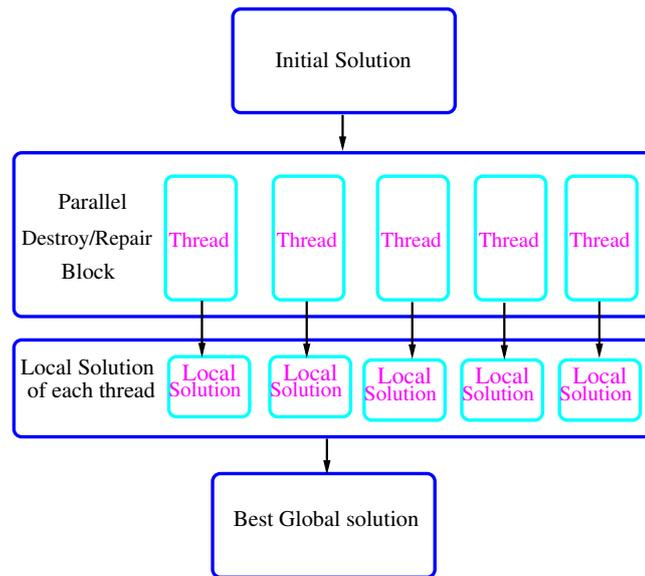 Initial Solution
Parallel
Destroy/Repair
Block
Thread
Thread
Thread
Thread
Thread
Local Solution
of each thread
Local
Solution
Local
Solution
Local
Solution
Local
Solution
Local
Solution
Best Global solution